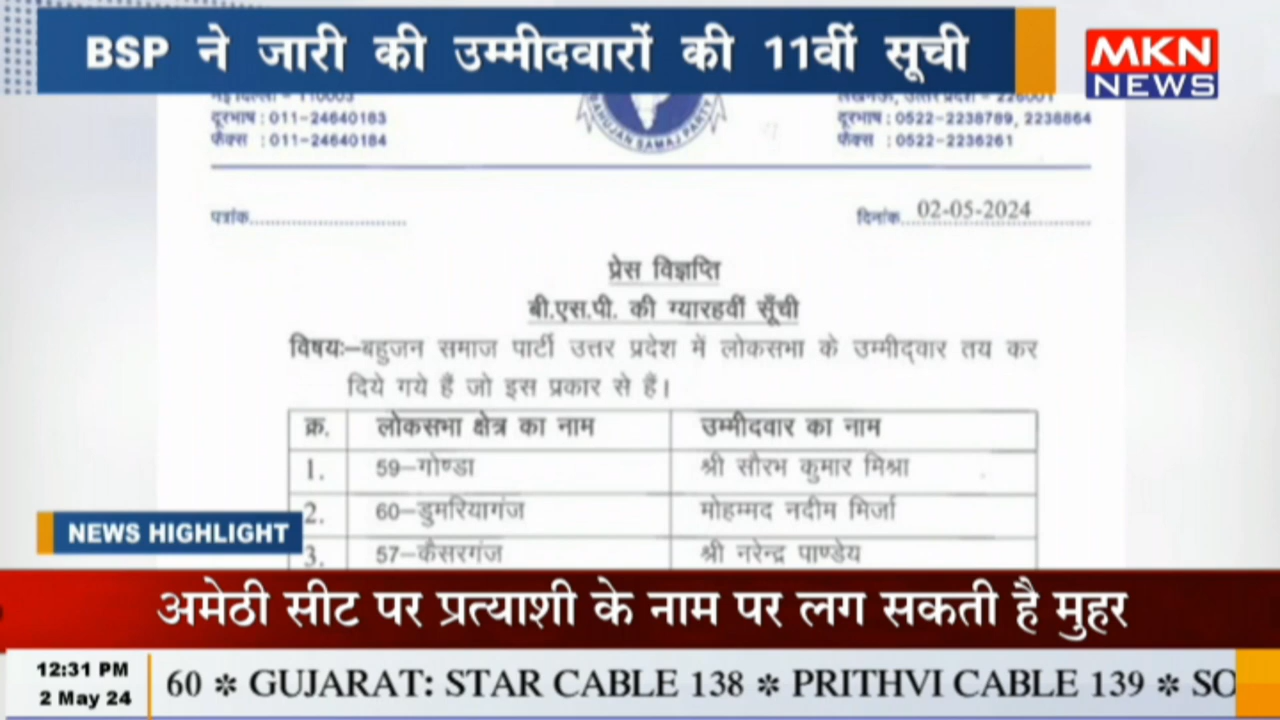 BSP ने जारी की उम्मीदवारों की 11वीं सूची
MKN
NEWS
दूरभाष : 011-24640183
फैक्स : 011-24640184
BAHUJAN SAMAJ PARTY
दूरभाष : 0522-2238789, 2238864
फैक्स : 0522-2236261
पत्रांक
दिनांक 02-05-2024
प्रेस विज्ञप्ति
बी.एस.पी. की ग्यारहवीं सूँची
विषयः–बहुजन समाज पार्टी उत्तर प्रदेश में लोकसभा के उम्मीद्वार तय कर
दिये गये हैं जो इस प्रकार से हैं।
क्र. लोकसभा क्षेत्र का नाम उम्मीदवार का नाम
1. 59–गोण्डा श्री सौरभ कुमार मिश्रा
2. 60–डुमरियागंज मोहम्मद नदीम मिर्जा
3. 57–कैसरगंज श्री नरेन्द्र पाण्डेय
NEWS HIGHLIGHT
अमेठी सीट पर प्रत्याशी के नाम पर लग सकती है मुहर
12:31 PM
2 May 24
60 ✻ GUJARAT: STAR CABLE 138 ✻ PRITHVI CABLE 139 ✻ SO